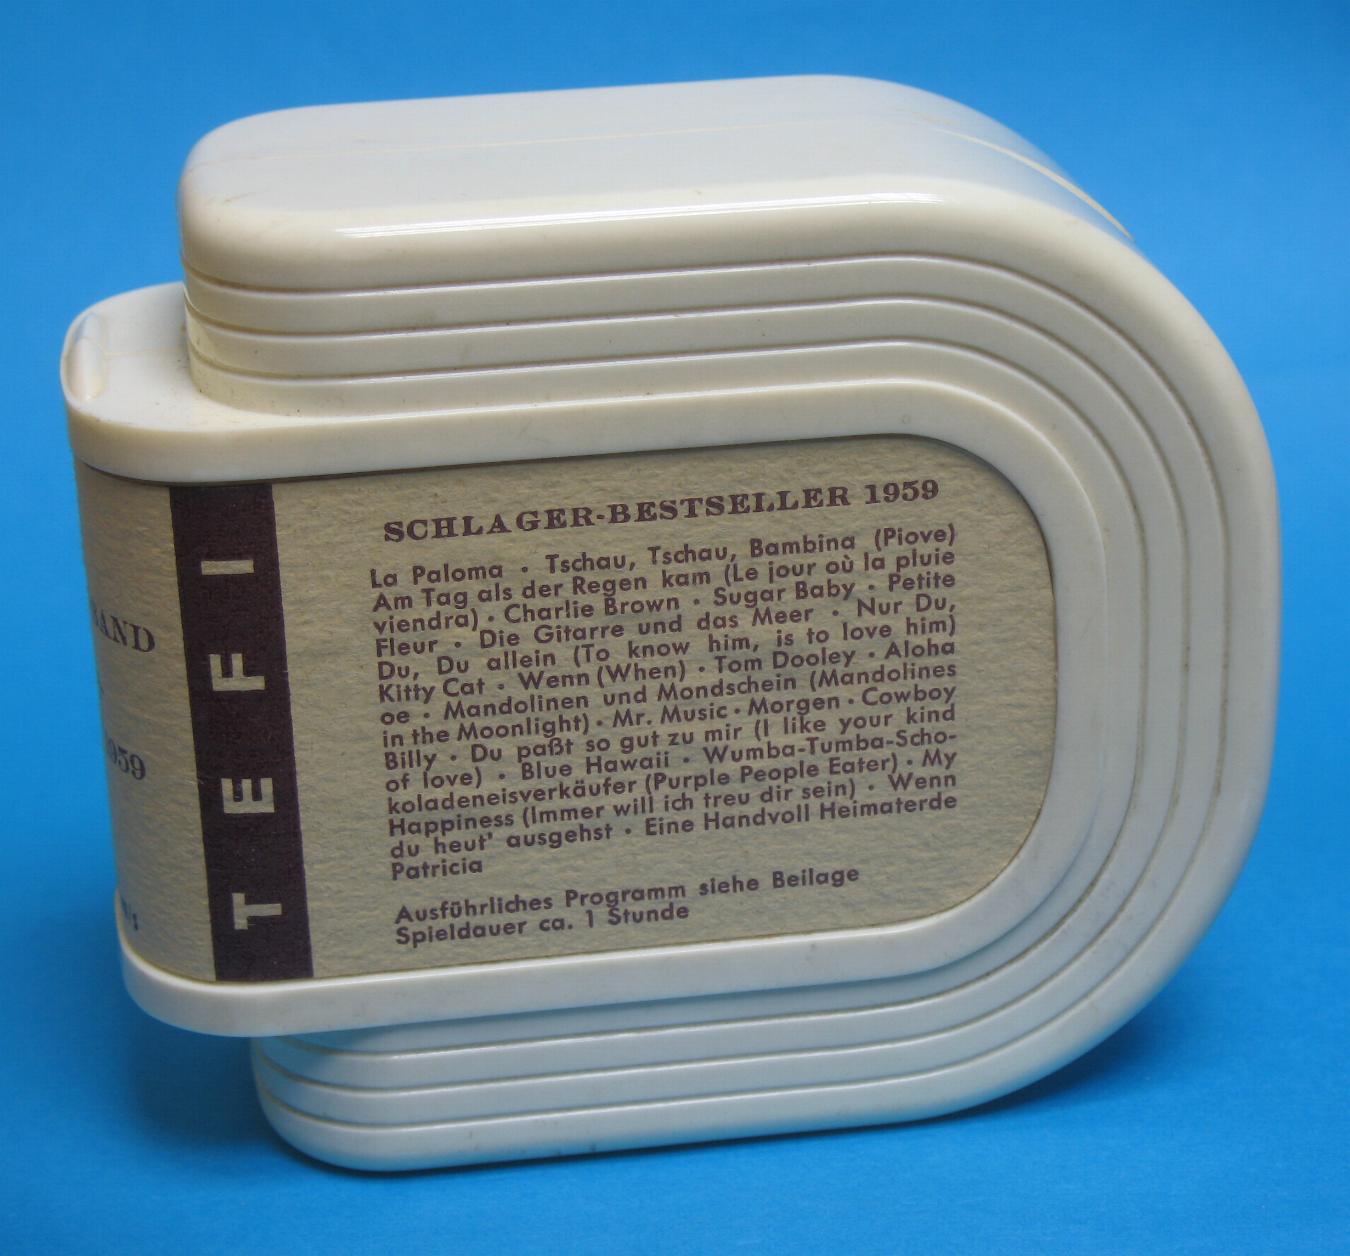 TEFI
SCHLAGER-BESTSELLER 1959
La Paloma · Tschau, Tschau, Bambina (Piove)
Am Tag als der Regen kam (Le jour où la pluie
viendra) · Charlie Brown · Sugar Baby · Petite
Fleur · Die Gitarre und das Meer · Nur Du,
Du, Du allein (To know him, is to love him)
Kitty Cat · Wenn (When) · Tom Dooley · Aloha
oe · Mandolinen und Mondschein (Mandolines
in the Moonlight) · Mr. Music · Morgen · Cowboy
Billy · Du paßt so gut zu mir (I like your kind
of love) · Blue Hawaii · Wumba-Tumba-Scho-
koladeneisverkäufer (Purple People Eater) · My
Happiness (Immer will ich treu dir sein) · Wenn
du heut' ausgehst · Eine Handvoll Heimaterde
Patricia
Ausführliches Programm siehe Beilage
Spieldauer ca. 1 Stunde